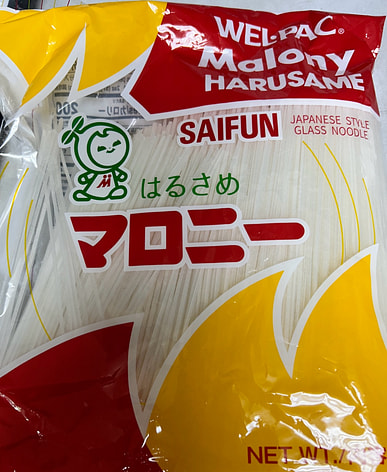 WEL-PAC®
Malony
HARUSAME
SAIFUN
JAPANESE STYLE
GLASS NOODLE
M
はるさめ
マロニー
NET WT.